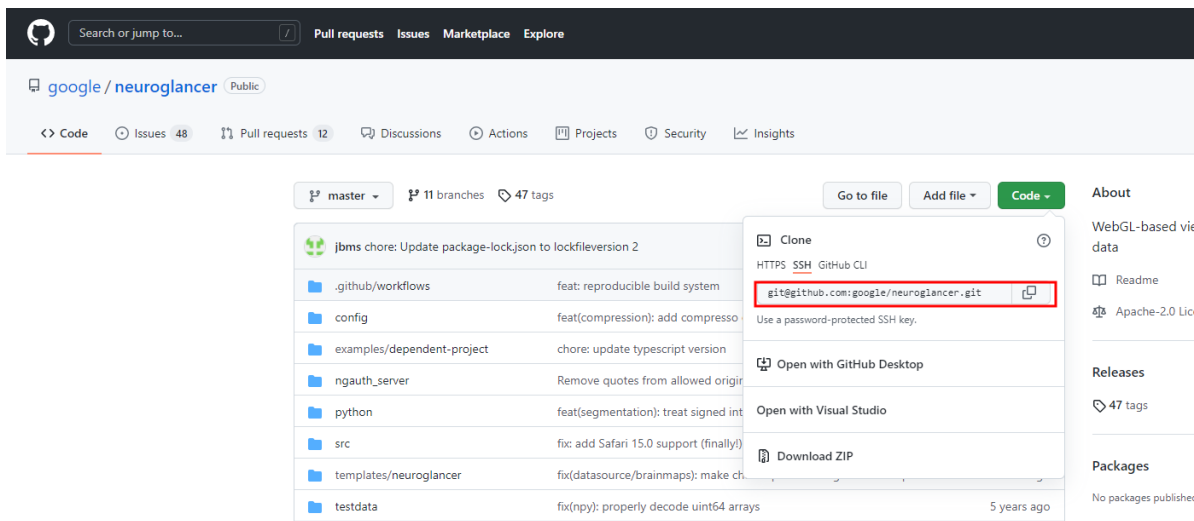 Search or jump to... / Pull requests Issues Marketplace Explore
google / neuroglancer Public
<> Code Issues 48 Pull requests 12 Discussions Actions Projects Security Insights
master 11 branches 47 tags Go to file Add file Code
jbms chore: Update package-lock.json to lockfileversion 2
.github/workflows feat: reproducible build system
config feat(compression): add compresso
examples/dependent-project chore: update typescript version
ngauth_server Remove quotes from allowed
python feat(segmentation): treat signed
src fix: add Safari 15.0 support (finally!)
templates/neuroglancer fix(datasource/brainmaps): make
testdata fix(npy): properly decode uint64 arrays 5 years ago
Clone
HTTPS SSH GitHub CLI
git@github.com:google/neuroglancer.git
Use a password-protected SSH key.
Open with GitHub Desktop
Open with Visual Studio
Download ZIP
About
WebGL-based
data
Readme
Apache-2.0
Releases
47 tags
Packages
No packages published